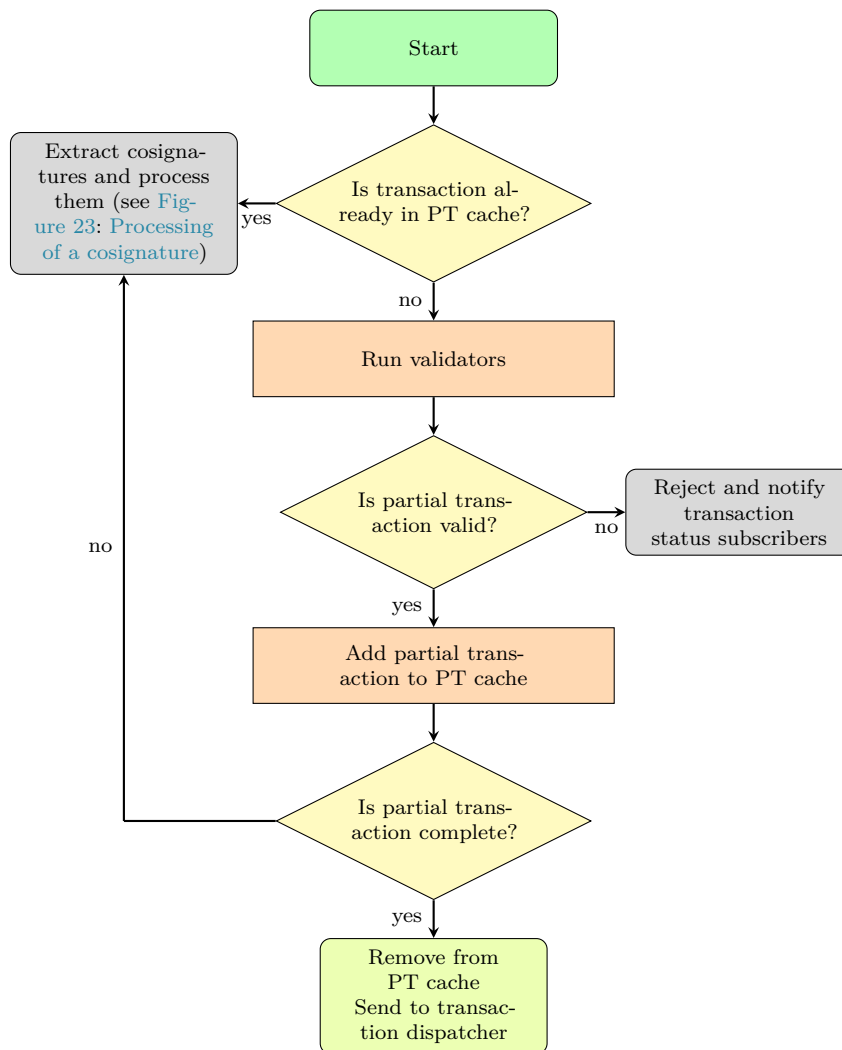 Start
Is transaction al-
ready in PT cache?
yes
Extract cosigna-
tures and process
them (see Fig-
ure 23: Processing
of a cosignature)
no
Run validators
Is partial trans-
action valid?
no
Reject and notify
transaction
status subscribers
yes
Add partial trans-
action to PT cache
Is partial trans-
action complete?
no
yes
Remove from
PT cache
Send to transac-
tion dispatcher